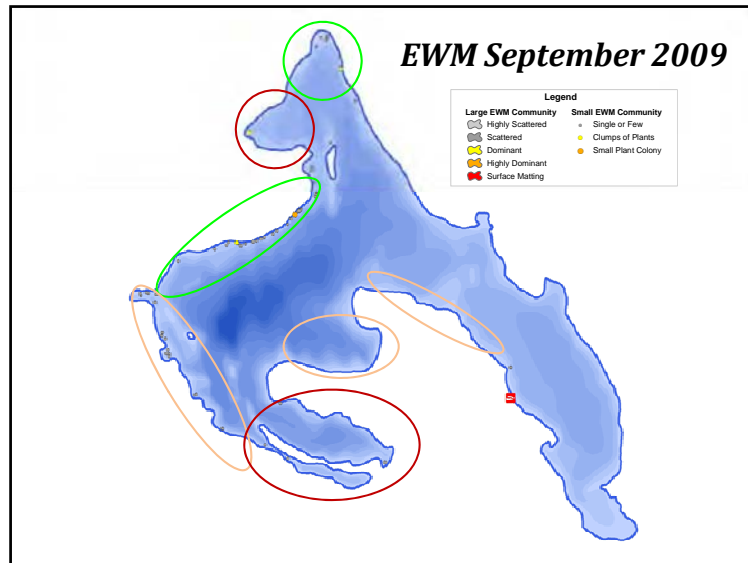 EWM September 2009
Legend
Large EWM Community
Highly Scattered
Scattered
Dominant
Highly Dominant
Surface Matting
Small EWM Community
Single or Few
Clumps of Plants
Small Plant Colony